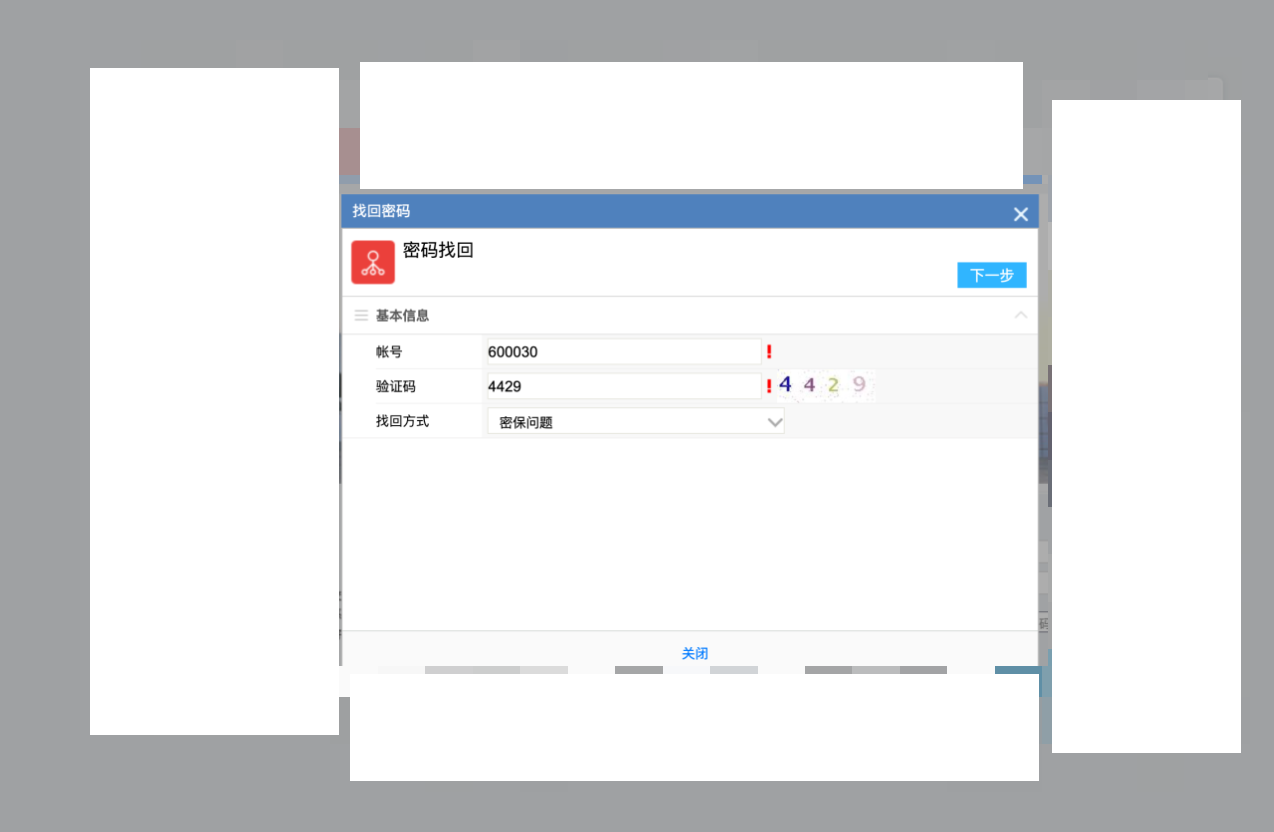 找回密码
密码找回
下一步
基本信息
帐号 600030 !
验证码 4429 ! 4 4 2 9
找回方式 密保问题
码
关闭